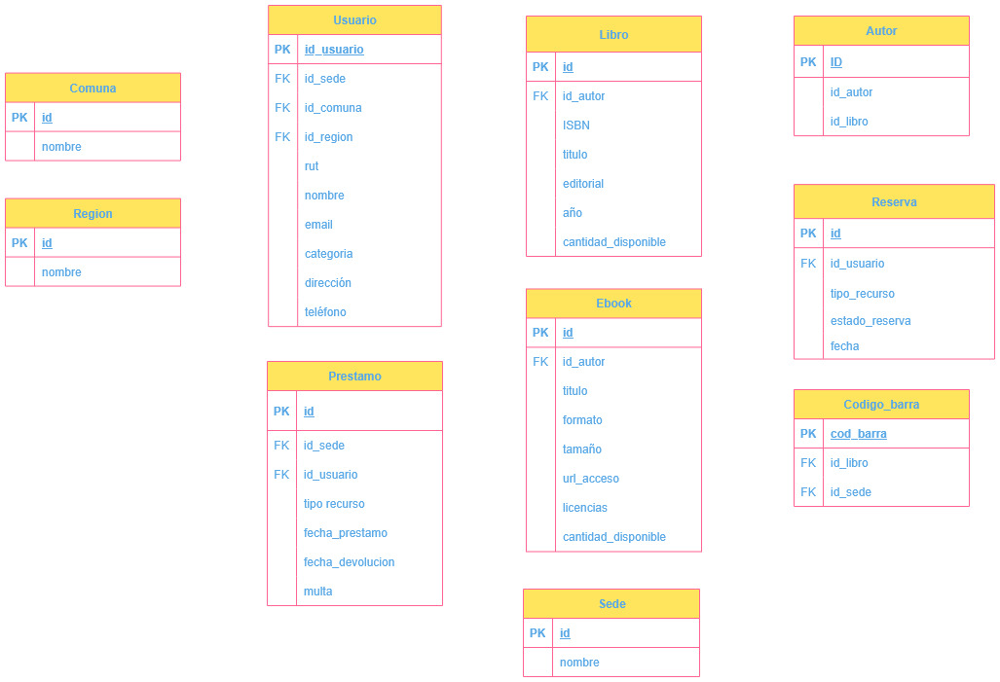 Comuna
PK id
nombre
Region
PK id
nombre
Usuario
PK id_usuario
FK id_sede
FK id_comuna
FK id_region
rut
nombre
email
categoria
dirección
teléfono
Prestamo
PK id
FK id_sede
FK id_usuario
tipo recurso
fecha_prestamo
fecha_devolucion
multa
Libro
PK id
FK id_autor
ISBN
titulo
editorial
año
cantidad_disponible
Ebook
PK id
FK id_autor
titulo
formato
tamaño
url_acceso
licencias
cantidad_disponible
Sede
PK id
nombre
Autor
PK ID
id_autor
id_libro
Reserva
PK id
FK id_usuario
tipo_recurso
estado_reserva
fecha
Codigo_barra
PK cod_barra
FK id_libro
FK id_sede